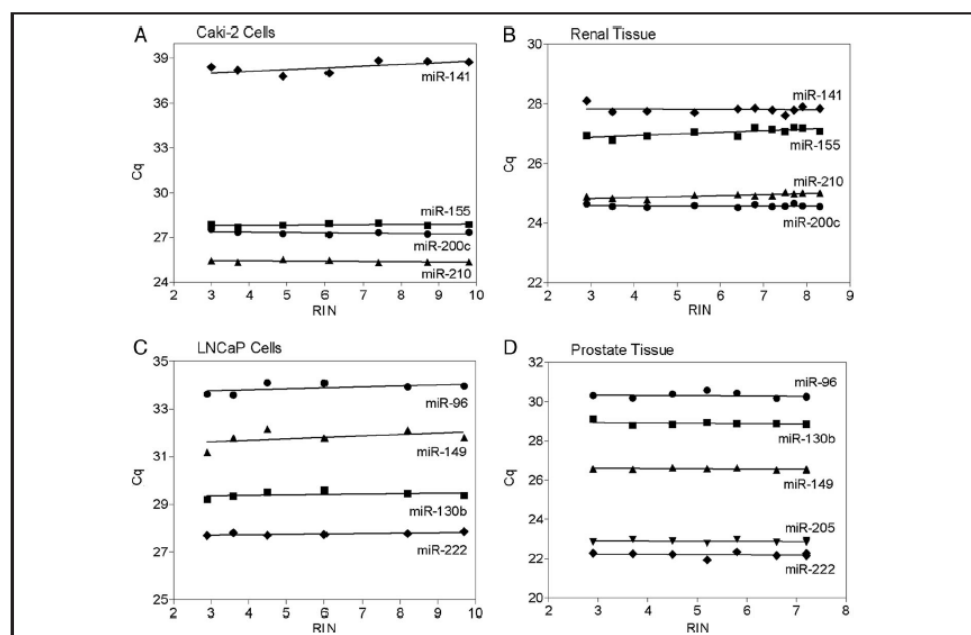 A Caki-2 Cells
39
36
33
30
27
24
Cq
miR-141
miR-155
miR-200c
miR-210
2 3 4 5 6 7 8 9 10
RIN
B Renal Tissue
30
28
26
24
22
Cq
miR-141
miR-155
miR-210
miR-200c
2 3 4 5 6 7 8 9
RIN
C LNCaP Cells
35
33
31
29
27
25
Cq
miR-96
miR-149
miR-130b
miR-222
2 3 4 5 6 7 8 9 10
RIN
D Prostate Tissue
32
30
28
26
24
22
20
Cq
miR-96
miR-130b
miR-149
miR-205
miR-222
2 3 4 5 6 7 8
RIN